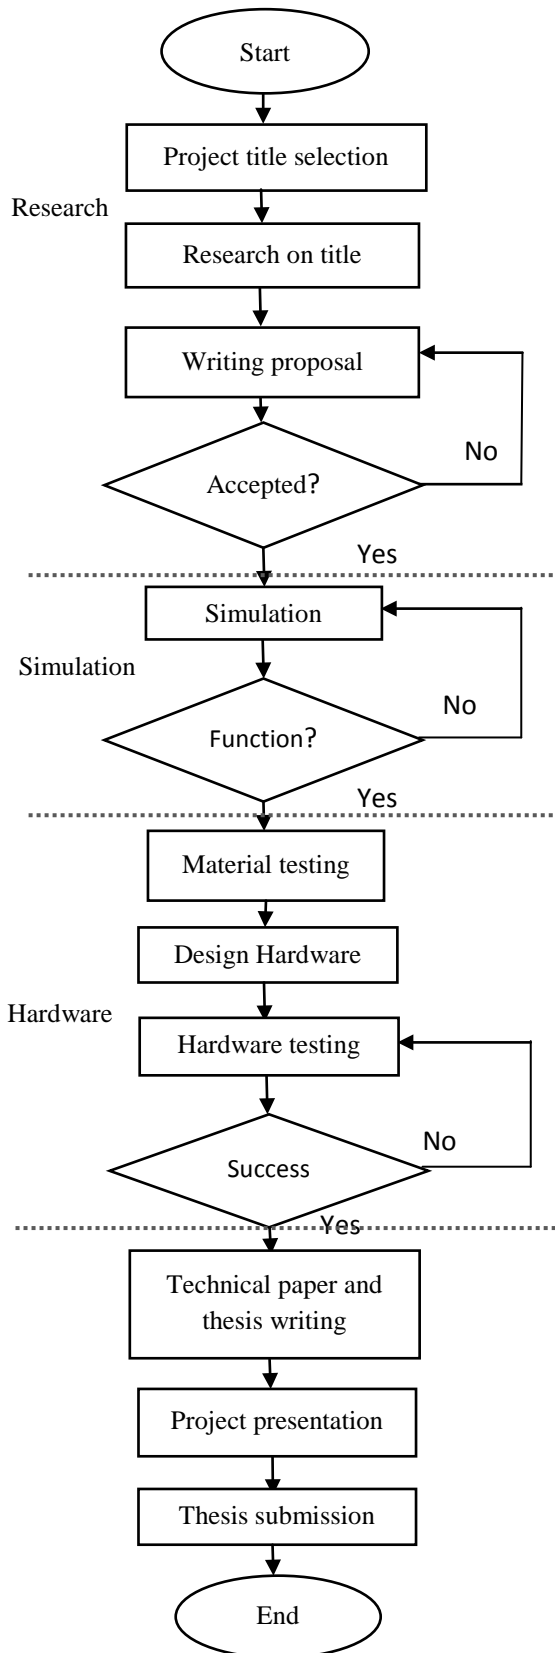 Start
Project title selection
Research
Research on title
Writing proposal
No
Accepted?
Yes
Simulation
Simulation
No
Function?
Yes
Material testing
Design Hardware
Hardware
Hardware testing
No
Success
Yes
Technical paper and
thesis writing
Project presentation
Thesis submission
End